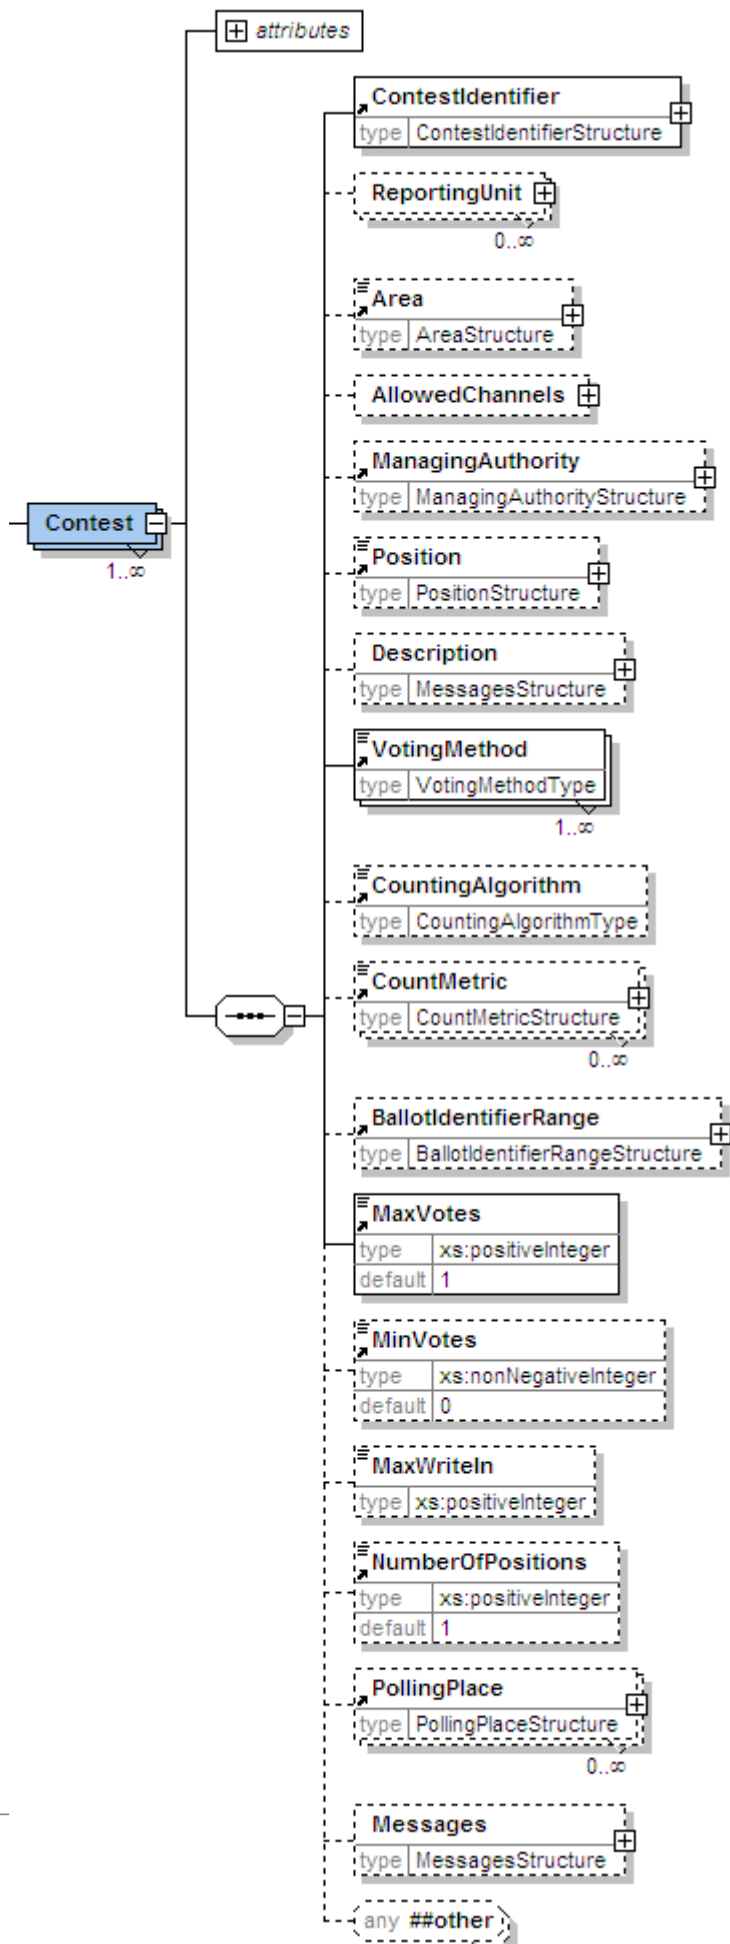 attributes
ContestIdentifier
type ContestIdentifierStructure
ReportingUnit
0..∞
Area
type AreaStructure
AllowedChannels
ManagingAuthority
type ManagingAuthorityStructure
Contest
1..∞
Position
type PositionStructure
Description
type MessagesStructure
VotingMethod
type VotingMethodType
1..∞
CountingAlgorithm
type CountingAlgorithmType
CountMetric
type CountMetricStructure
0..∞
BallotIdentifierRange
type BallotIdentifierRangeStructure
MaxVotes
type xs:positiveInteger
default 1
MinVotes
type xs:nonNegativeInteger
default 0
MaxWriteIn
type xs:positiveInteger
NumberOfPositions
type xs:positiveInteger
default 1
PollingPlace
type PollingPlaceStructure
0..∞
Messages
type MessagesStructure
any ##other